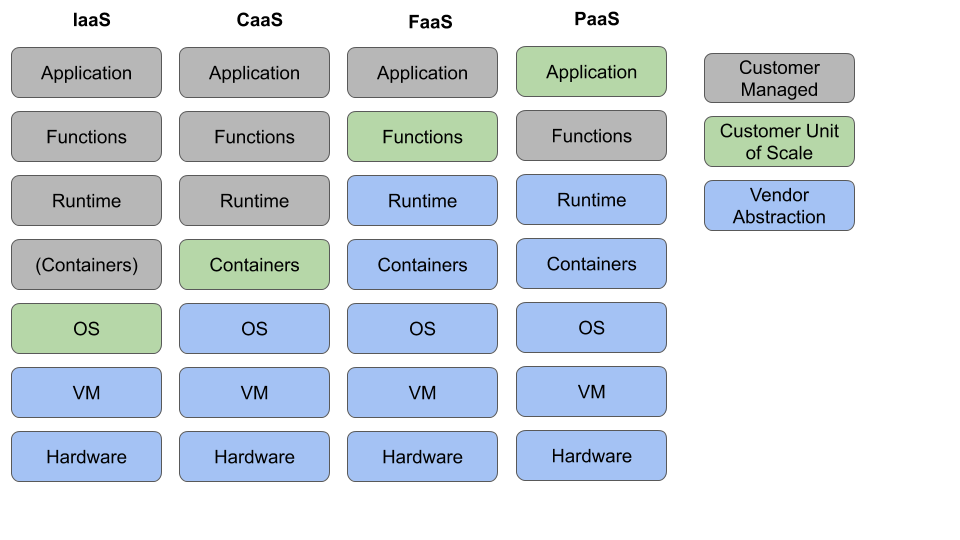 IaaS CaaS FaaS PaaS
Application Application Application Application
Customer
Managed
Functions Functions Functions Functions
Customer Unit
of Scale
Runtime Runtime Runtime Runtime
Vendor
Abstraction
(Containers) Containers Containers Containers
OS OS OS OS
VM VM VM VM
Hardware Hardware Hardware Hardware